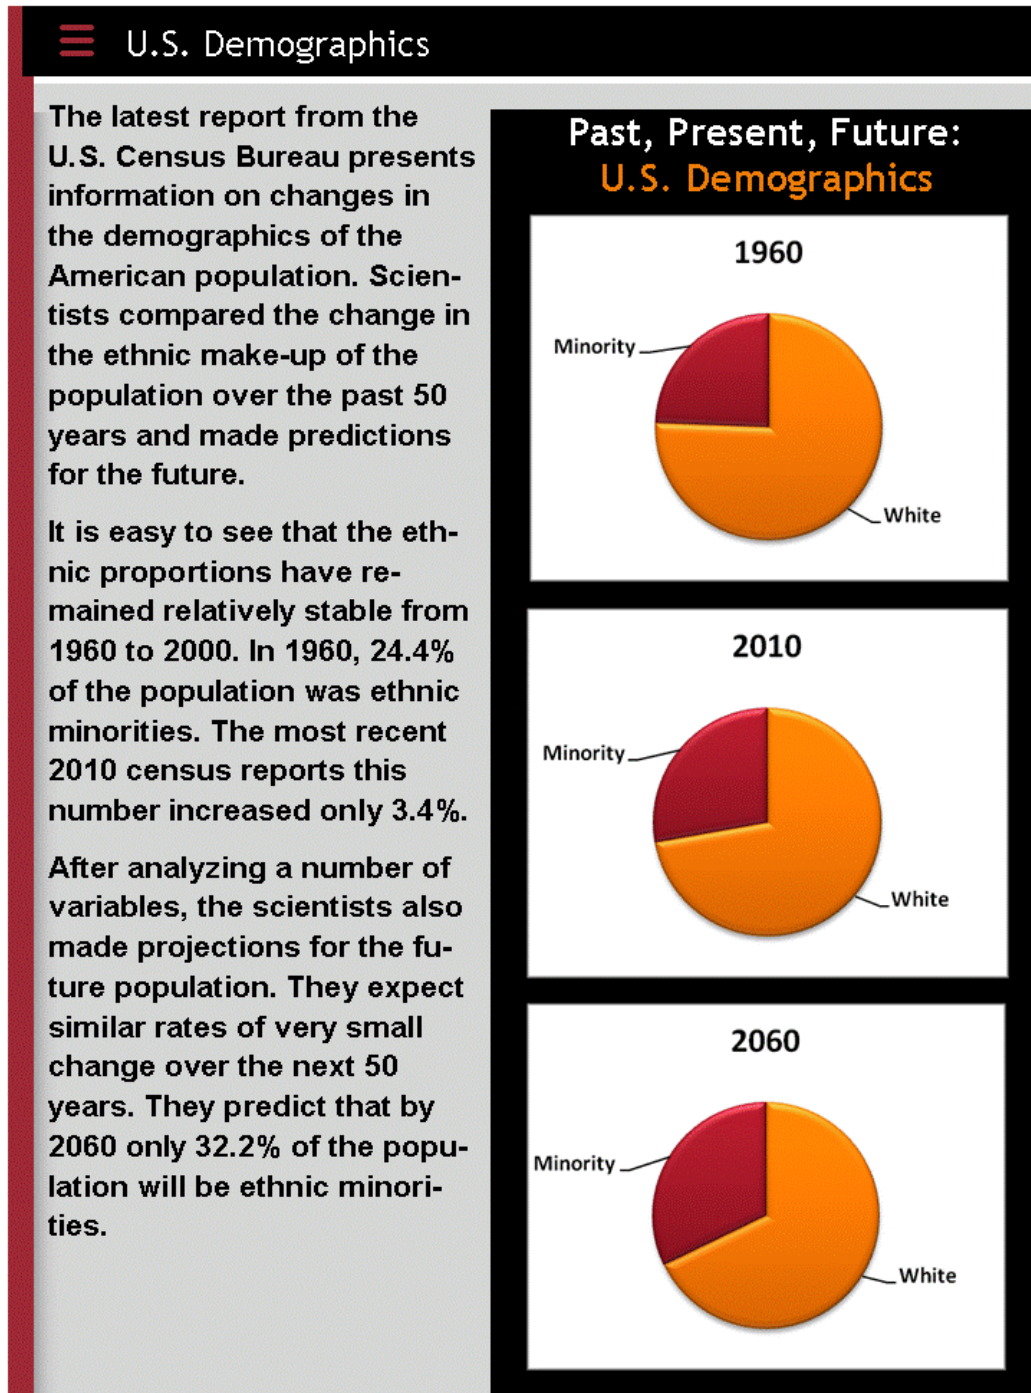 U.S. Demographics
The latest report from the
U.S. Census Bureau presents
information on changes in
the demographics of the
American population. Scien-
tists compared the change in
the ethnic make-up of the
population over the past 50
years and made predictions
for the future.
It is easy to see that the eth-
nic proportions have re-
mained relatively stable from
1960 to 2000. In 1960, 24.4%
of the population was ethnic
minorities. The most recent
2010 census reports this
number increased only 3.4%.
After analyzing a number of
variables, the scientists also
made projections for the fu-
ture population. They expect
similar rates of very small
change over the next 50
years. They predict that by
2060 only 32.2% of the popu-
lation will be ethnic minori-
ties.
Past, Present, Future:
U.S. Demographics
1960
Minority
White
2010
Minority
White
2060
Minority
White